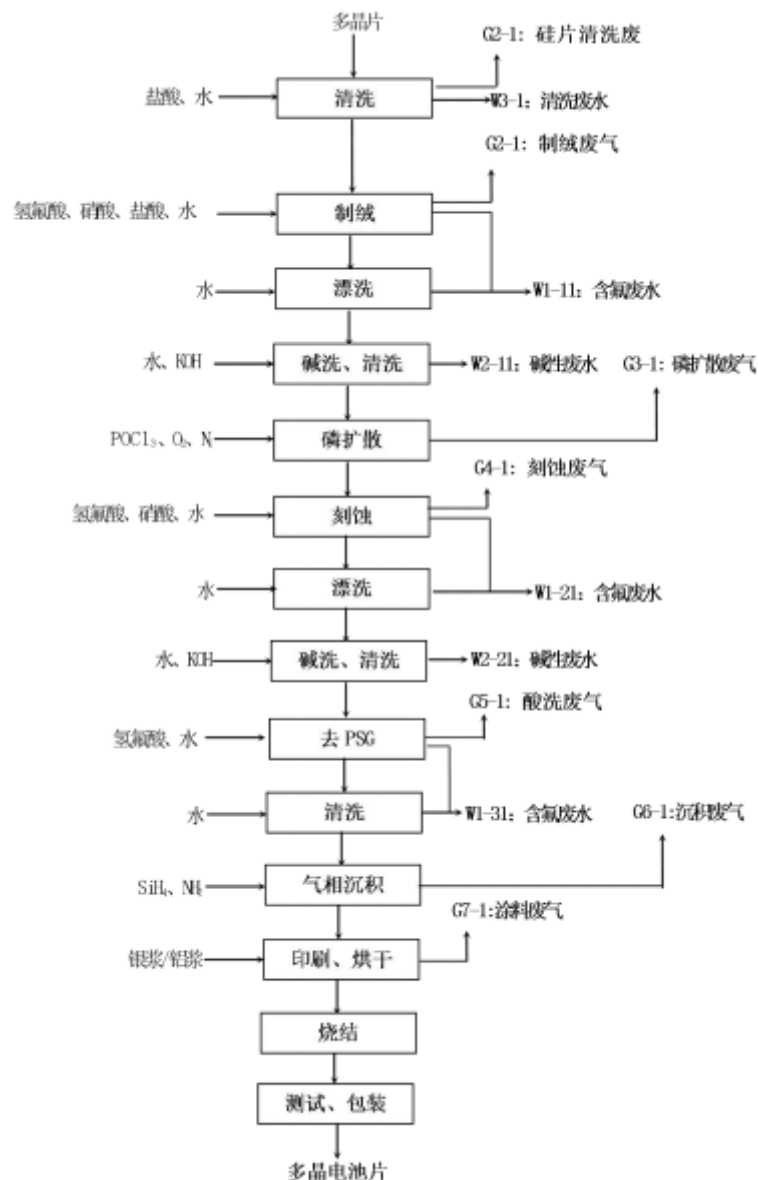 多晶片
G2-1: 硅片清洗废
盐酸、水
清洗
W3-1: 清洗废水
G2-1: 制绒废气
氢氟酸、硝酸、盐酸、水
制绒
水
漂洗
W1-11: 含氟废水
水、KOH
碱洗、清洗
W2-11: 碱性废水
G3-1: 磷扩散废气
POCl₃、O₂、N
磷扩散
G4-1: 刻蚀废气
氢氟酸、硝酸、水
刻蚀
水
漂洗
W1-21: 含氟废水
水、KOH
碱洗、清洗
W2-21: 碱性废水
G5-1: 酸洗废气
氢氟酸、水
去PSG
水
清洗
W1-31: 含氟废水
G6-1:沉积废气
SiH₄、NH₃
气相沉积
G7-1:涂料废气
银浆/铝浆
印刷、烘干
烧结
测试、包装
多晶电池片